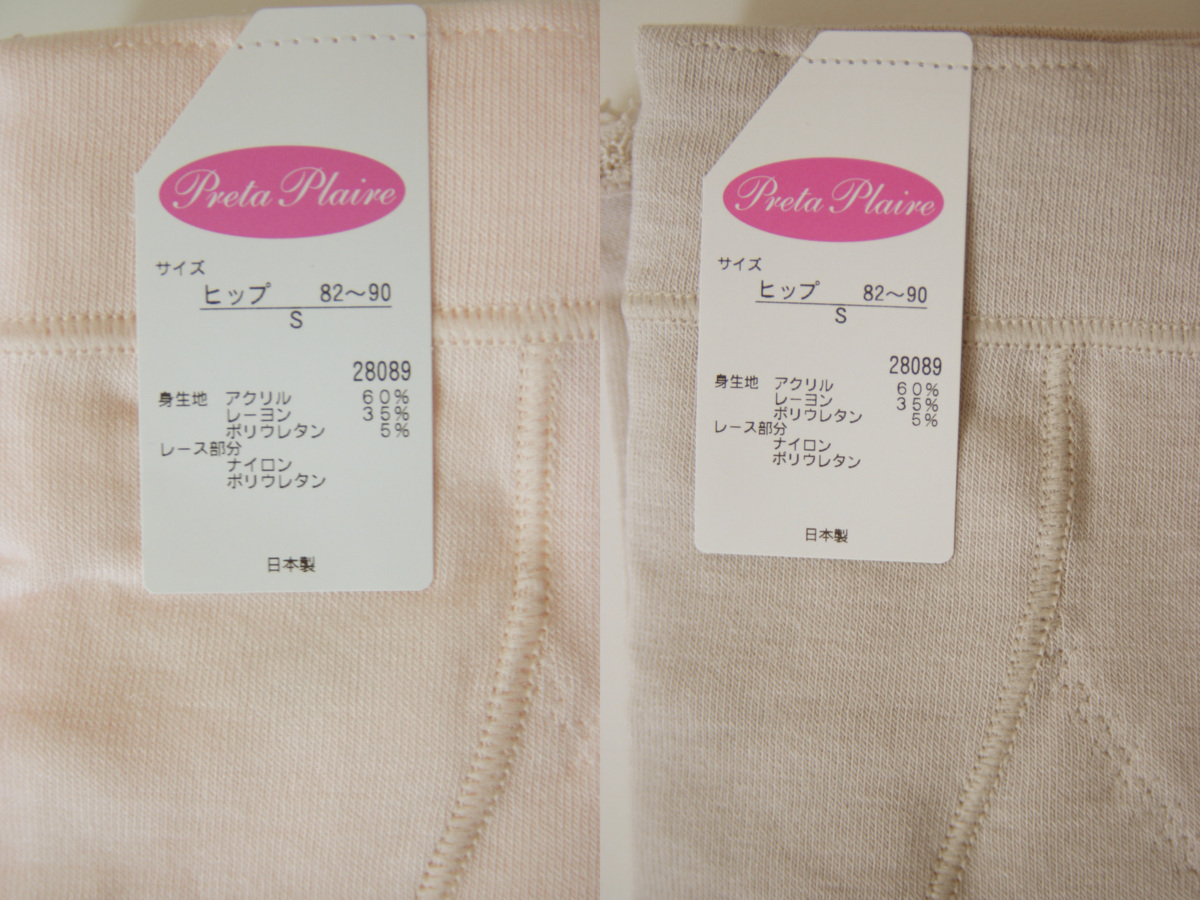 Preta Plaire
サイズ
ヒップ 82～90
S
28089
身生地 アクリル 60%
レーヨン 35%
ポリウレタン 5%
レース部分
ナイロン
ポリウレタン
日本製
Preta Plaire
サイズ
ヒップ 82～90
S
28089
身生地 アクリル 60%
レーヨン 35%
ポリウレタン 5%
レース部分
ナイロン
ポリウレタン
日本製